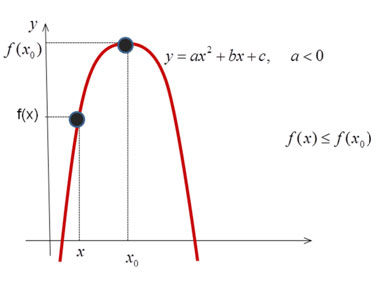 y
f(x₀)
y = ax² + bx + c,    a < 0
f(x)
f(x) ≤ f(x₀)
x
x₀